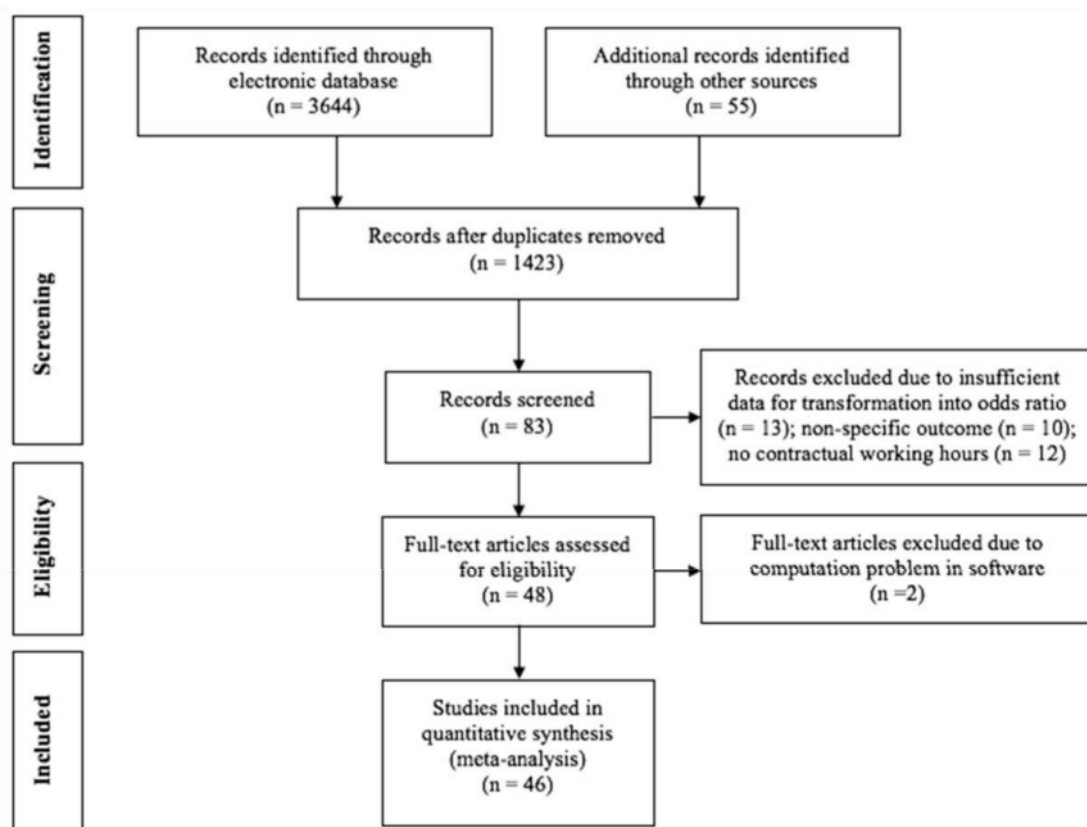 Identification
Records identified through
electronic database
(n = 3644)
Additional records identified
through other sources
(n = 55)
Screening
Records after duplicates removed
(n = 1423)
Records screened
(n = 83)
Records excluded due to insufficient
data for transformation into odds ratio
(n = 13); non-specific outcome (n = 10);
no contractual working hours (n = 12)
Eligibility
Full-text articles assessed
for eligibility
(n = 48)
Full-text articles excluded due to
computation problem in software
(n =2)
Included
Studies included in
quantitative synthesis
(meta-analysis)
(n = 46)